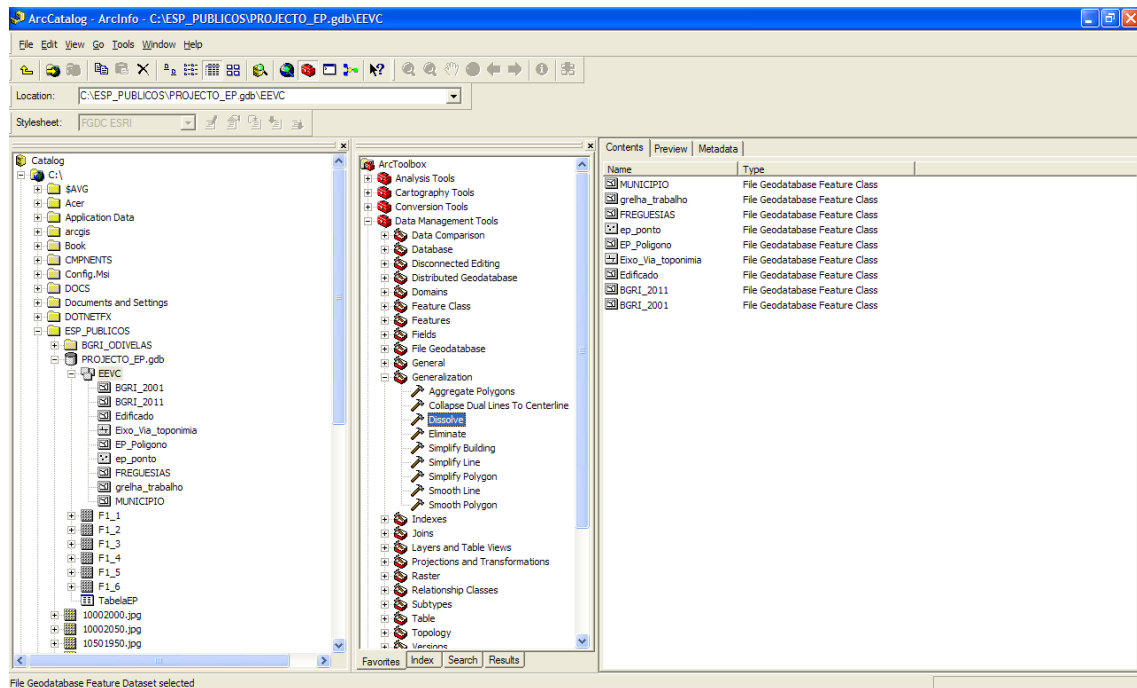 ArcCatalog - ArcInfo - C:\ESP_PUBLICOS\PROJECTO_EP.gdb\EEVC
File Edit View Go Tools Window Help
Location: C:\ESP_PUBLICOS\PROJECTO_EP.gdb\EEVC
Stylesheet: FGDC ESRI
Catalog
C:\
$AVG
Acer
Application Data
arcgis
Book
CMPNENTS
Config.Msi
DOCS
Documents and Settings
DOTNETFX
ESP_PUBLICOS
BGRI_ODIVELAS
PROJECTO_EP.gdb
EEVC
BGRI_2001
BGRI_2011
Edificado
Eixo_Via_toponimia
EP_Poligono
ep_ponto
FREGUESIAS
grelha_trabalho
MUNICIPIO
F1_1
F1_2
F1_3
F1_4
F1_5
F1_6
TabelaEP
10002000.jpg
10002050.jpg
10501950.jpg
ArcToolbox
Analysis Tools
Cartography Tools
Conversion Tools
Data Management Tools
Data Comparison
Database
Disconnected Editing
Distributed Geodatabase
Domains
Feature Class
Features
Fields
File Geodatabase
General
Generalization
Aggregate Polygons
Collapse Dual Lines To Centerline
Dissolve
Eliminate
Simplify Building
Simplify Line
Simplify Polygon
Smooth Line
Smooth Polygon
Indexes
Joins
Layers and Table Views
Projections and Transformations
Raster
Relationship Classes
Subtypes
Table
Topology
Versions
Favorites Index Search Results
Contents Preview Metadata
Name Type
MUNICIPIO File Geodatabase Feature Class
grelha_trabalho File Geodatabase Feature Class
FREGUESIAS File Geodatabase Feature Class
ep_ponto File Geodatabase Feature Class
EP_Poligono File Geodatabase Feature Class
Eixo_Via_toponimia File Geodatabase Feature Class
Edificado File Geodatabase Feature Class
BGRI_2011 File Geodatabase Feature Class
BGRI_2001 File Geodatabase Feature Class
File Geodatabase Feature Dataset selected